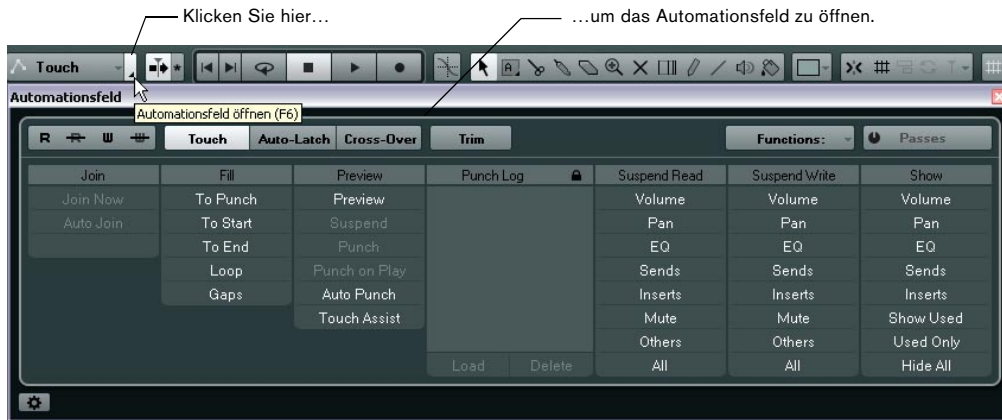 Klicken Sie hier… …um das Automationsfeld zu öffnen.
Touch
Automationsfeld
Automationsfeld öffnen (F6)
R R W W Touch Auto-Latch Cross-Over Trim Functions: Passes
Join Fill Preview Punch Log Suspend Read Suspend Write Show
Join Now To Punch Preview Volume Volume Volume
Auto Join To Start Suspend Pan Pan Pan
To End Punch EQ EQ EQ
Loop Punch on Play Sends Sends Sends
Gaps Auto Punch Inserts Inserts Inserts
Touch Assist Mute Mute Show Used
Others Others Used Only
Load Delete All All Hide All